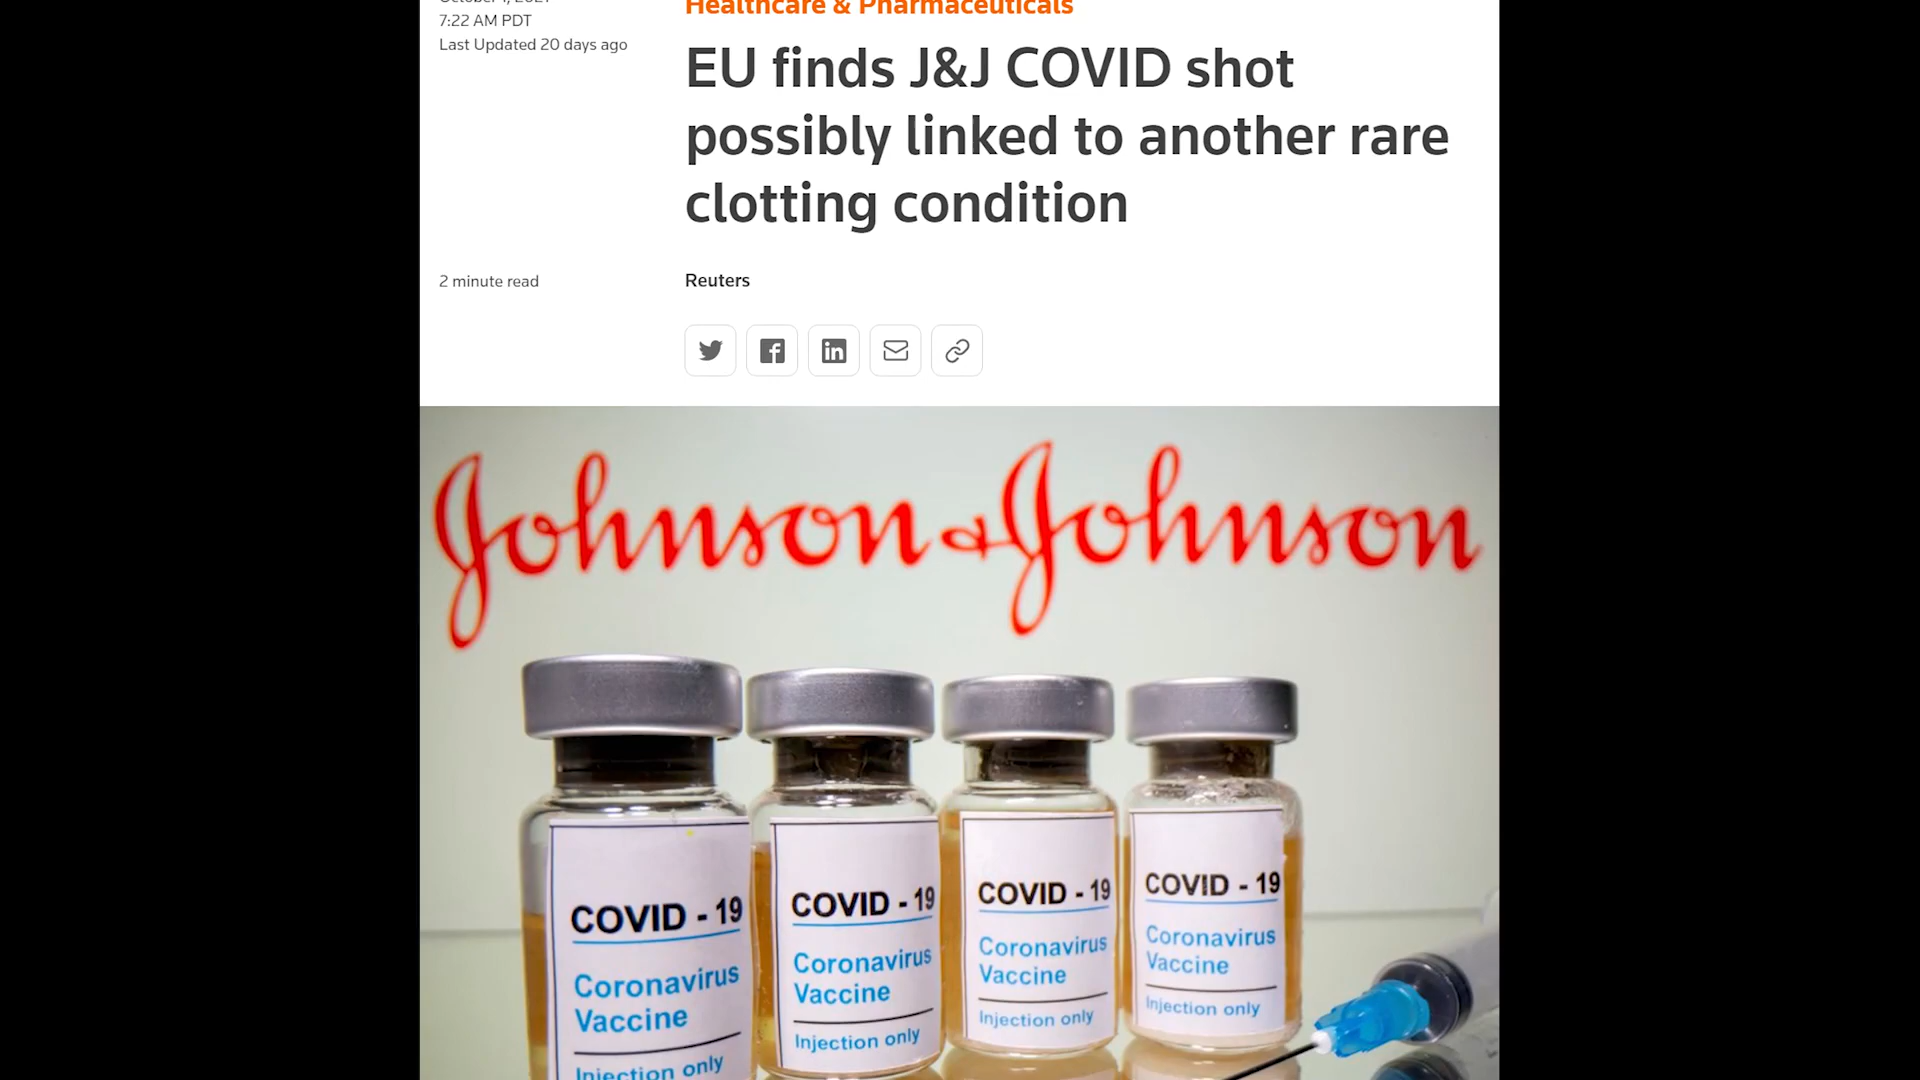 Healthcare & Pharmaceuticals
7:22 AM PDT
Last Updated 20 days ago
EU finds J&J COVID shot
possibly linked to another rare
clotting condition
2 minute read
Reuters
Johnson & Johnson
COVID - 19
Coronavirus
Vaccine
Injection only
COVID - 19
Coronavirus
Vaccine
Injection only
COVID - 19
Coronavirus
Vaccine
Injection only
COVID - 19
Coronavirus
Vaccine
Injection only